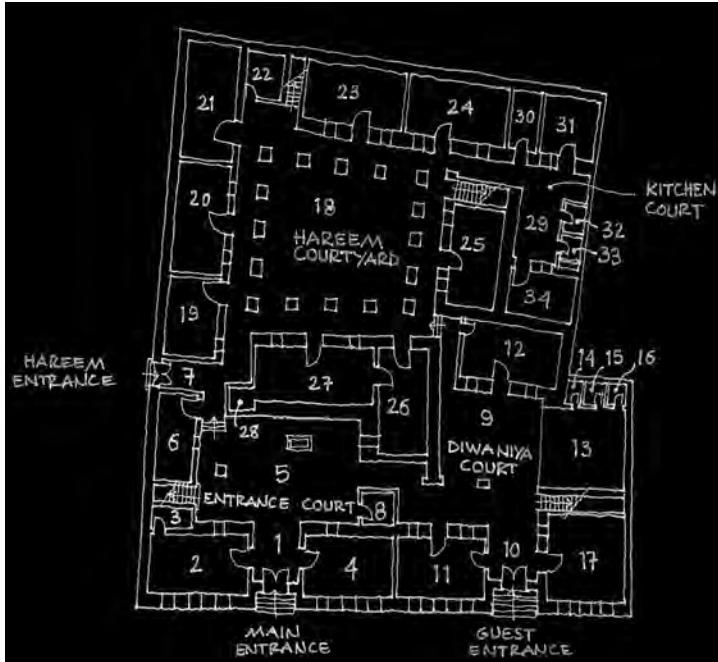 22
23
24
30
31
21
KITCHEN
COURT
20
18
HAREEM
COURTYARD
25
29
32
33
34
19
12
HAREEM
ENTRANCE
7
27
26
28
14
15
16
9
DIWANIYA
COURT
13
6
5
ENTRANCE COURT
8
3
2
1
4
11
10
17
MAIN
ENTRANCE
GUEST
ENTRANCE